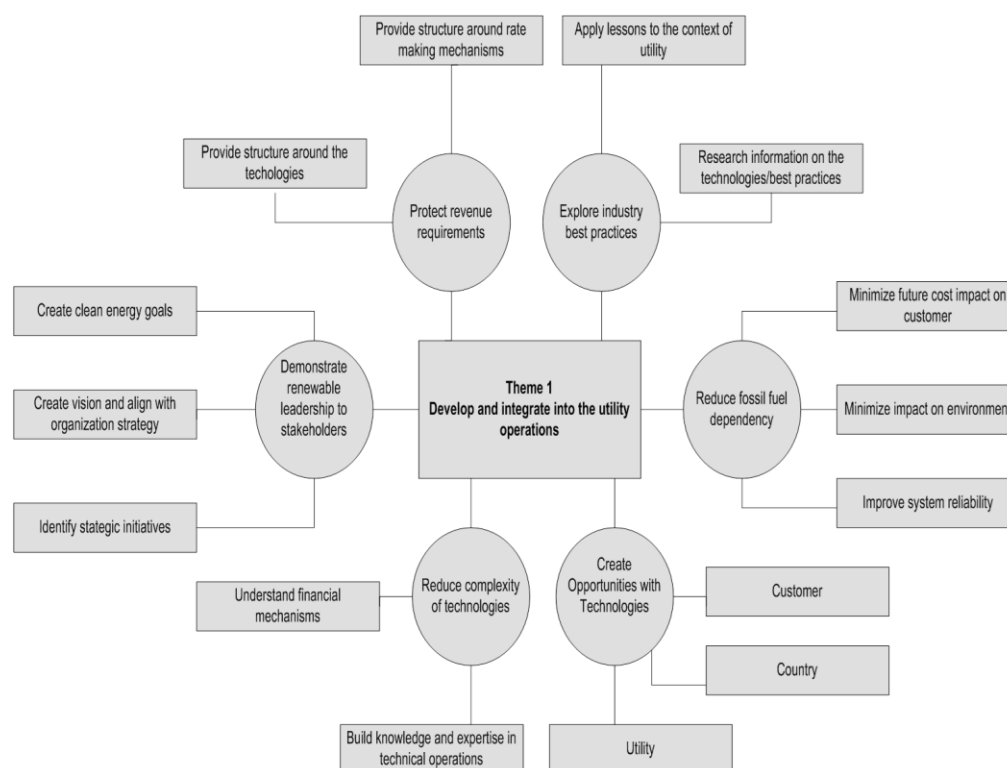 Provide structure around rate
making mechanisms
Apply lessons to the context of
utility
Provide structure around the
techologies
Research information on the
technologies/best practices
Protect revenue
requirements
Explore industry
best practices
Create clean energy goals
Minimize future cost impact on
customer
Demonstrate
renewable
leadership to
stakeholders
Theme 1
Develop and integrate into the utility
operations
Reduce fossil fuel
dependency
Create vision and align with
organization strategy
Minimize impact on environmen
Identify stategic initiatives
Improve system reliability
Understand financial
mechanisms
Reduce complexity
of technologies
Create
Opportunities with
Technologies
Customer
Country
Build knowledge and expertise in
technical operations
Utility